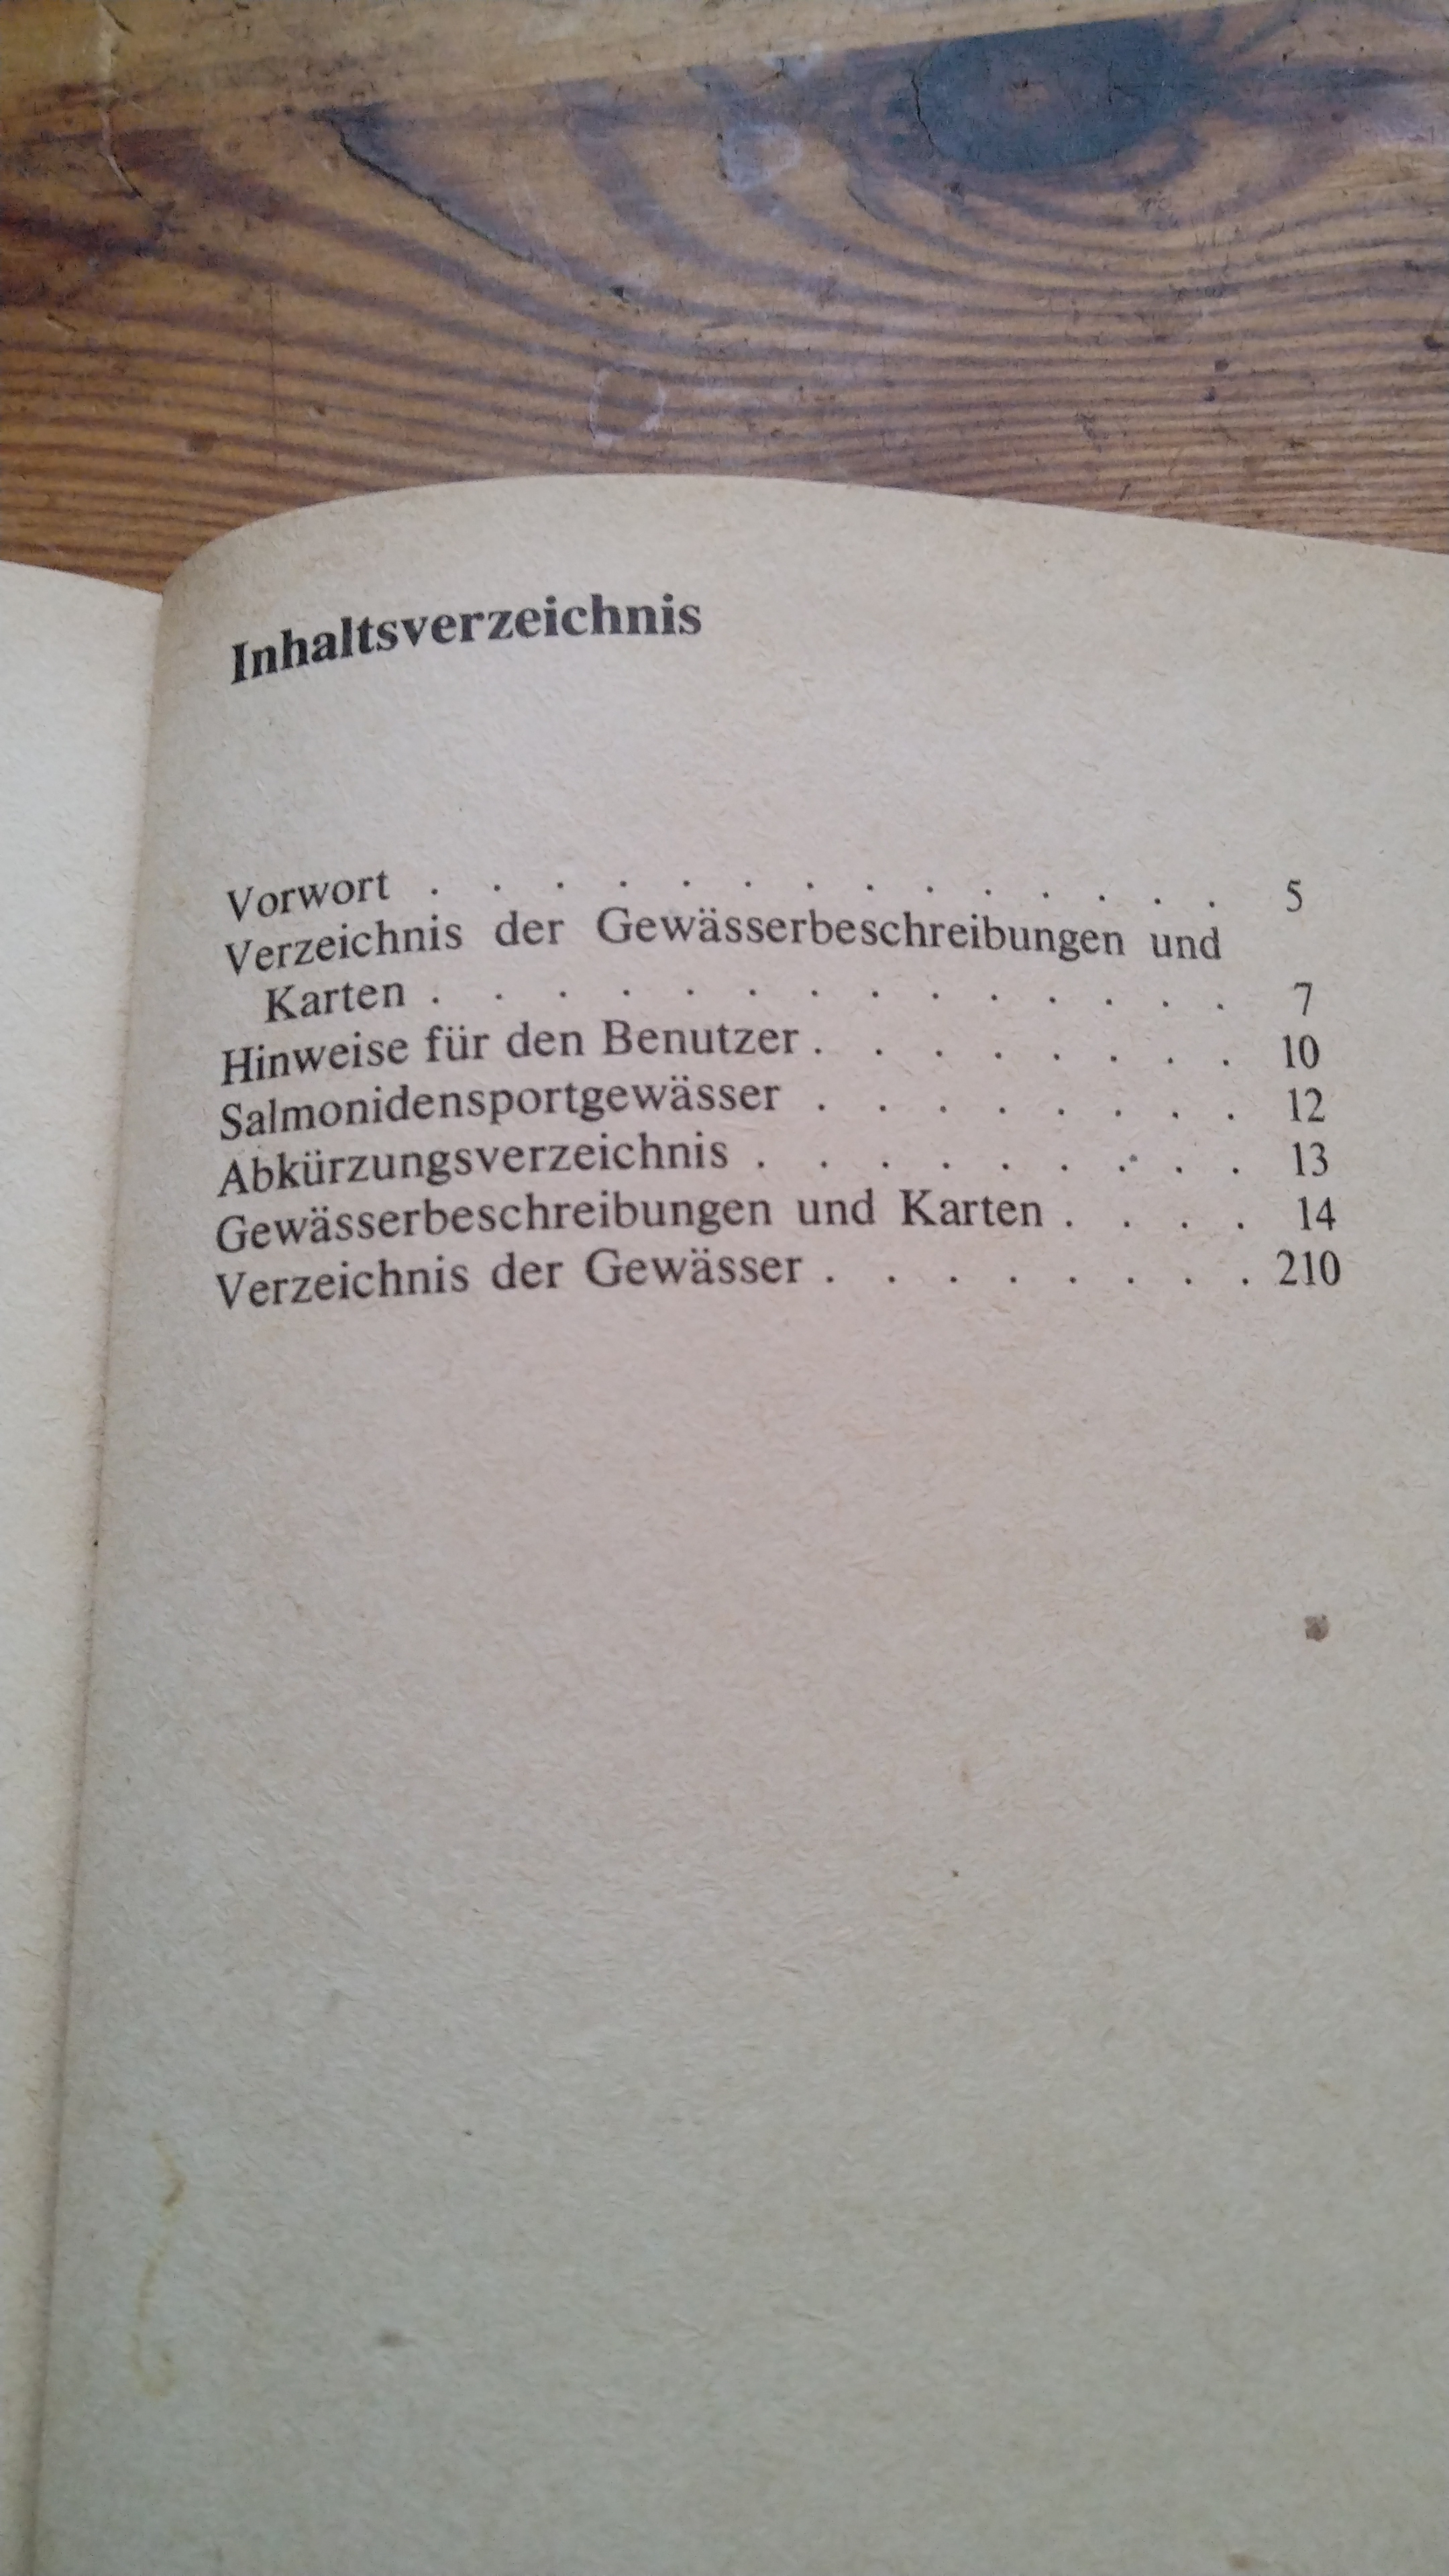 Inhaltsverzeichnis
Vorwort . . . . . . . . . . . . . . 5
Verzeichnis der Gewässerbeschreibungen und
Karten . . . . . . . . . . . . . . 7
Hinweise für den Benutzer . . . . . . . . 10
Salmonidensportgewässer . . . . . . . . 12
Abkürzungsverzeichnis . . . . . . . . . 13
Gewässerbeschreibungen und Karten . . . . 14
Verzeichnis der Gewässer . . . . . . . . 210